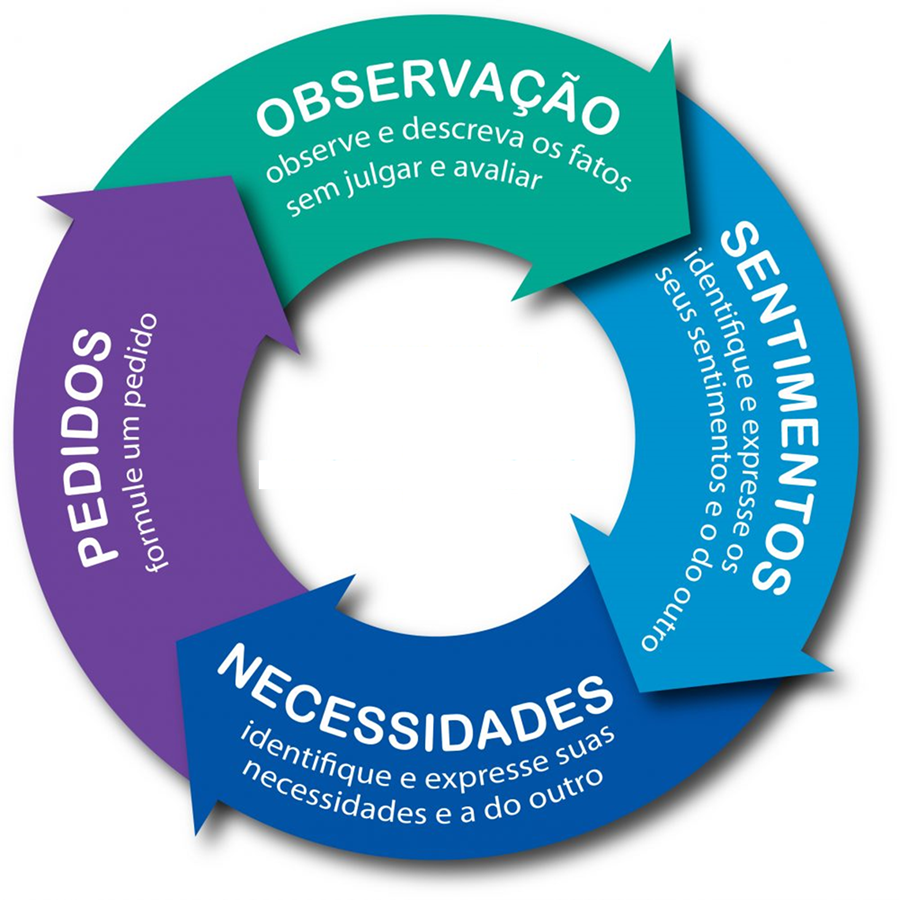 OBSERVAÇÃO
observe e descreva os fatos
sem julgar e avaliar
SENTIMENTOS
identifique e expresse os
seus sentimentos e o do outro
NECESSIDADES
identifique e expresse suas
necessidades e a do outro
PEDIDOS
formule um pedido